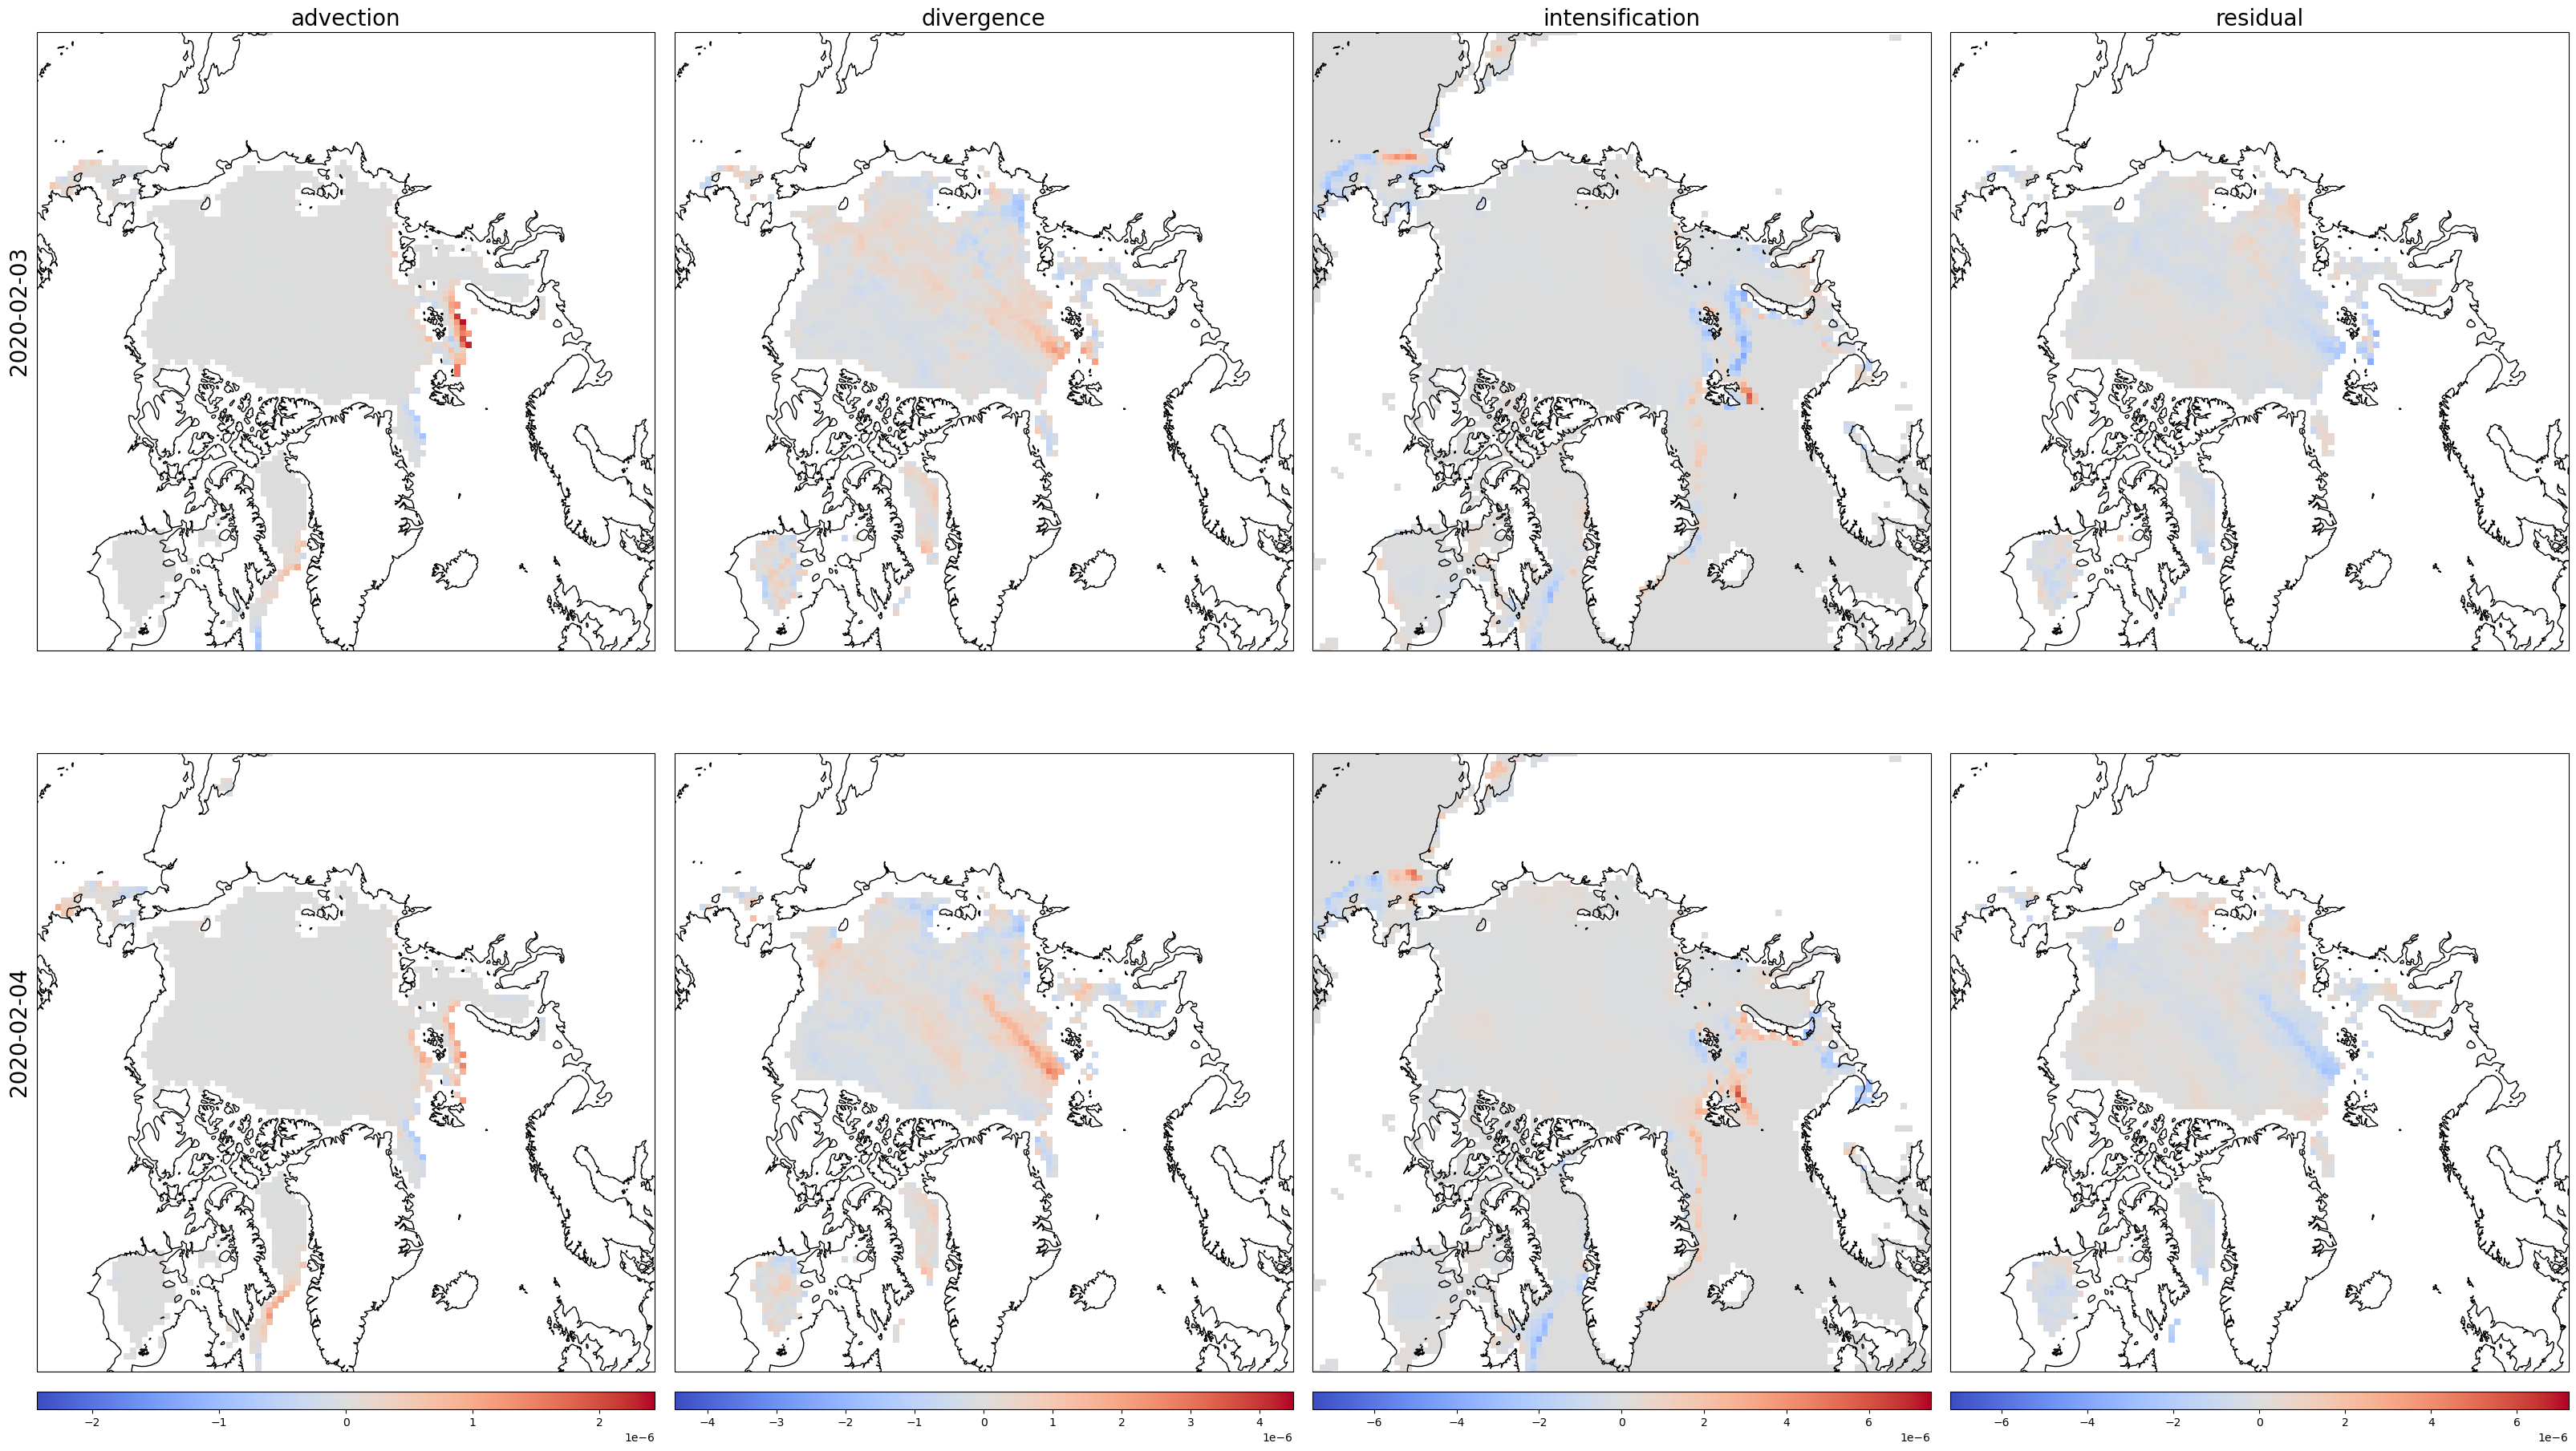 advection divergence intensification residual
2020-02-03
2020-02-04
−2 −1 0 1 2 −4 −3 −2 −1 0 1 2 3 4 −6 −4 −2 0 2 4 6 −6 −4 −2 0 2 4 6
1e−6 1e−6 1e−6 1e−6